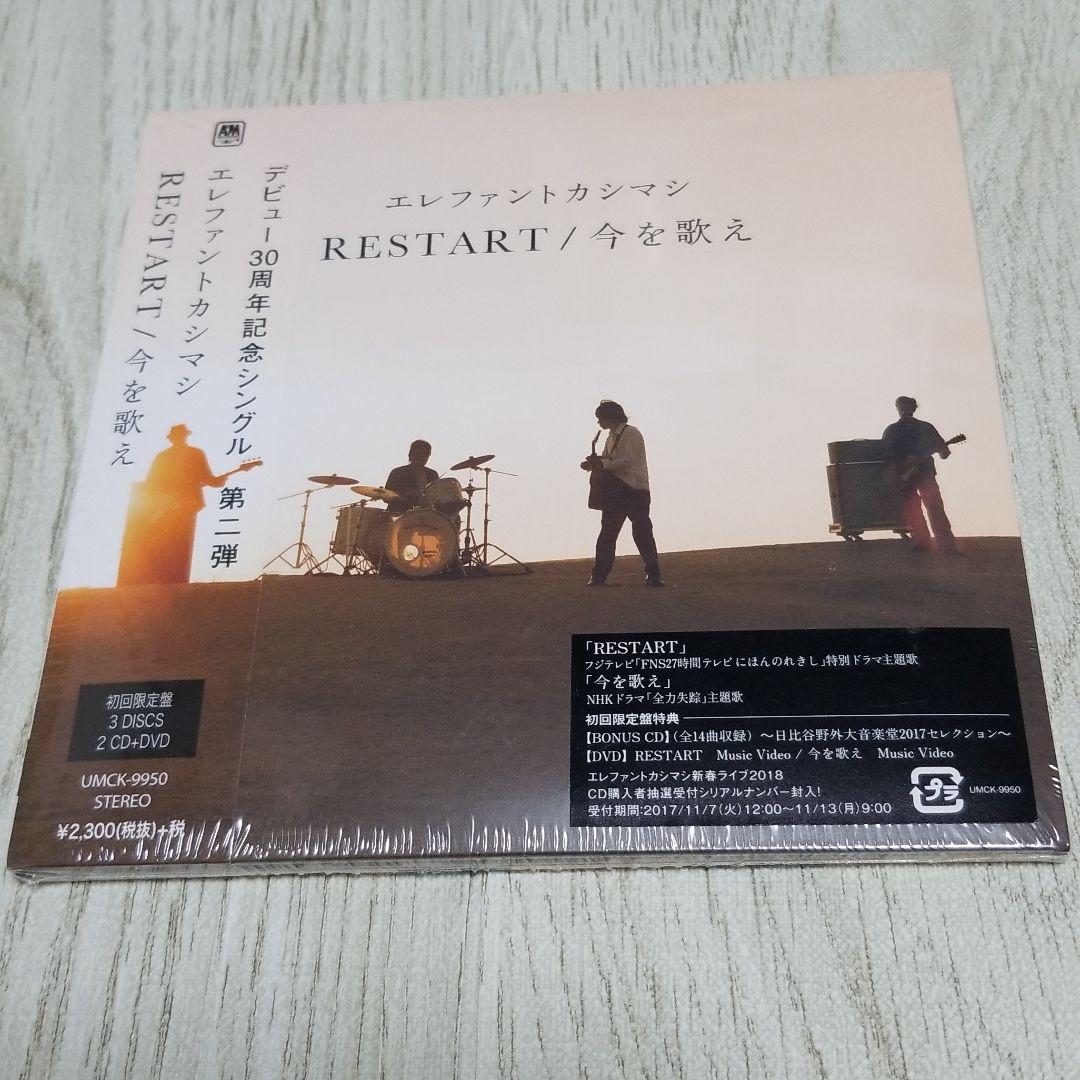 A&M
デビュー30周年記念シングル 第二弾
エレファントカシマシ
RESTART / 今を歌え
エレファントカシマシ
RESTART / 今を歌え
初回限定盤
3 DISCS
2 CD+DVD
UMCK-9950
STEREO
¥2,300(税抜)+税
「RESTART」
フジテレビ「FNS27時間テレビ にほんのれきし」特別ドラマ主題歌
「今を歌え」
NHKドラマ「全力失踪」主題歌
初回限定盤特典
【BONUS CD】(全14曲収録) 〜日比谷野外大音楽堂2017セレクション〜
【DVD】 RESTART Music Video / 今を歌え Music Video
エレファントカシマシ新春ライブ2018
CD購入者抽選受付シリアルナンバー封入!
受付期間:2017/11/7(火)12:00〜11/13(月)9:00
プラ
UMCK-9950